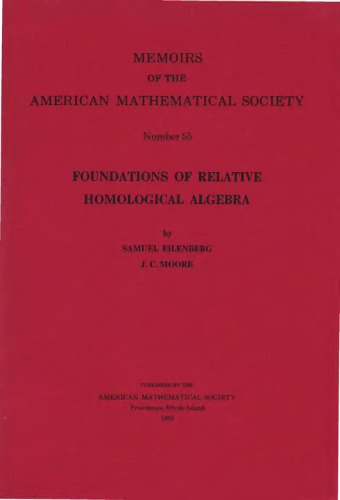 MEMOIRS
OF THE
AMERICAN MATHEMATICAL SOCIETY
Number 55
FOUNDATIONS OF RELATIVE
HOMOLOGICAL ALGEBRA
by
SAMUEL EILENBERG
J. C. MOORE
PUBLISHED BY THE
AMERICAN MATHEMATICAL SOCIETY
Providence, Rhode Island